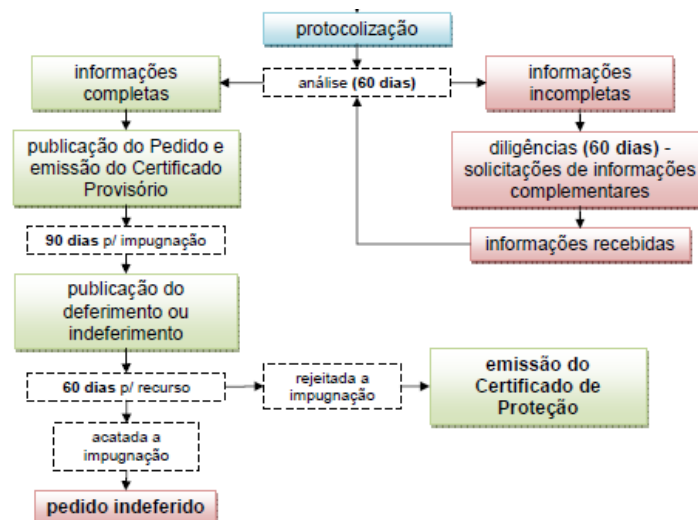 protocolização
informações
completas
análise (60 dias)
informações
incompletas
publicação do Pedido e
emissão do Certificado
Provisório
diligências (60 dias) -
solicitações de informações
complementares
90 dias p/ impugnação
informações recebidas
publicação do
deferimento ou
indeferimento
60 dias p/ recurso
rejeitada a
impugnação
emissão do
Certificado de
Proteção
acatada a
impugnação
pedido indeferido